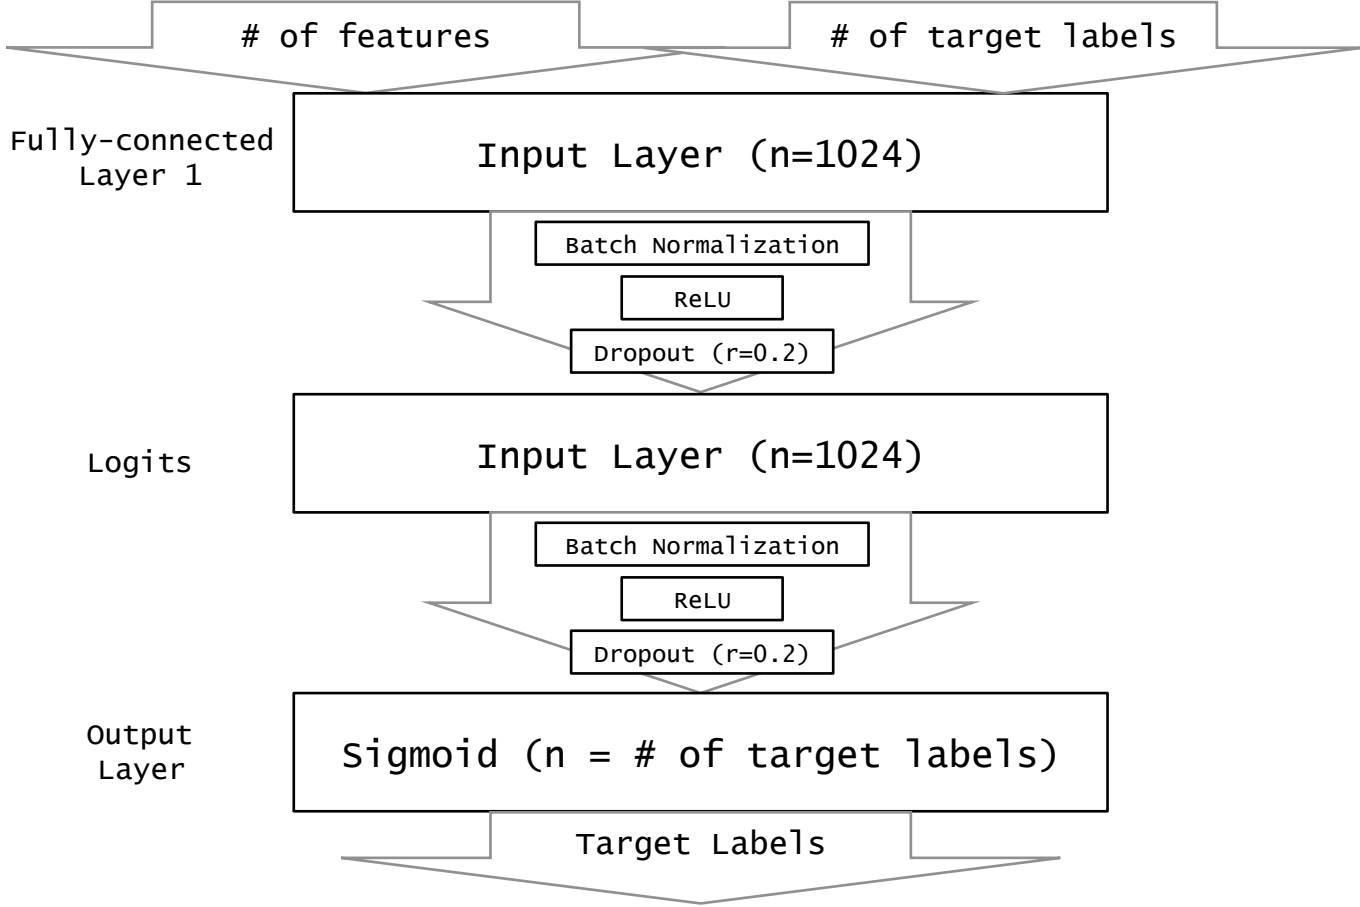 # of features
# of target labels
Fully-connected
Layer 1
Input Layer (n=1024)
Batch Normalization
ReLU
Dropout (r=0.2)
Logits
Input Layer (n=1024)
Batch Normalization
ReLU
Dropout (r=0.2)
Output
Layer
Sigmoid (n = # of target labels)
Target Labels